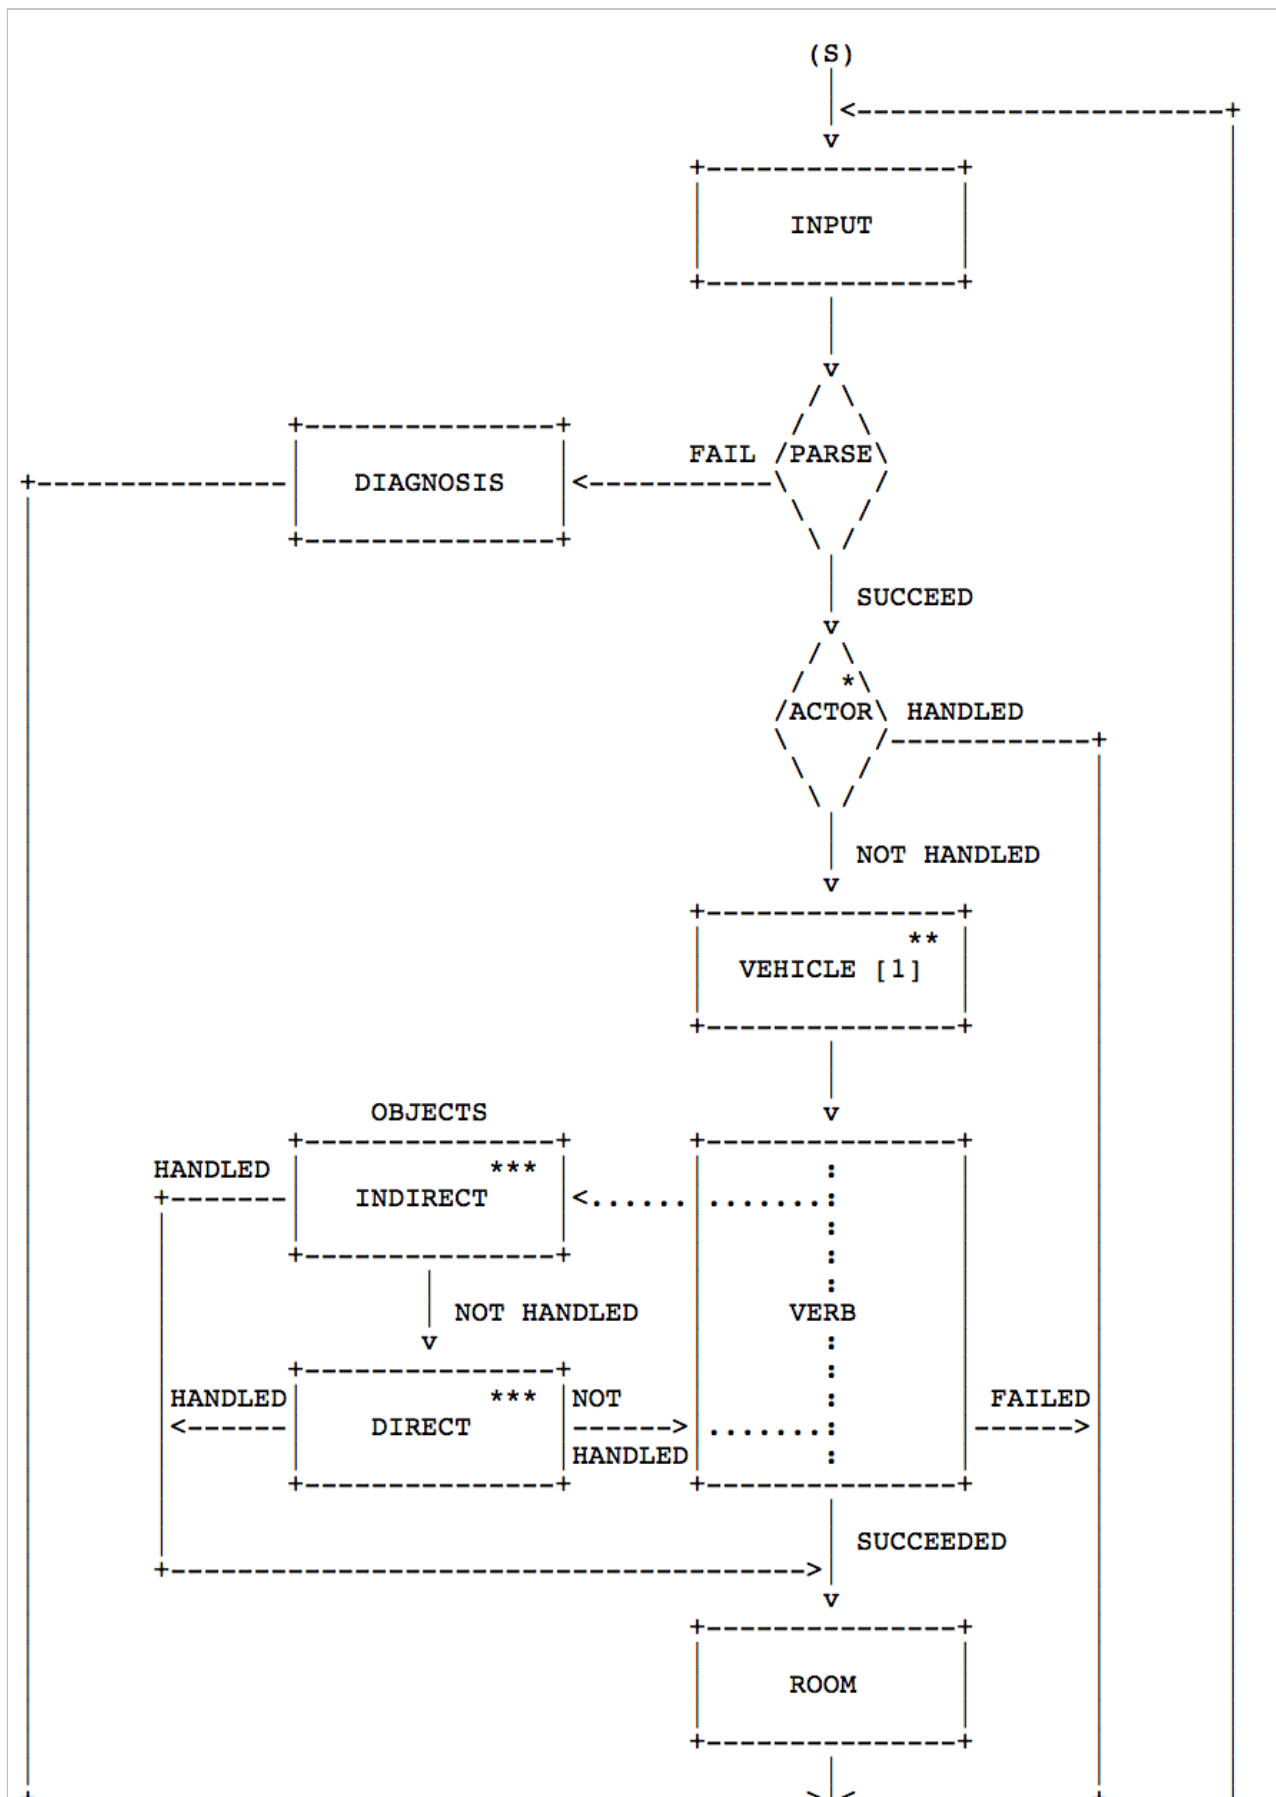 (S)
INPUT
FAIL PARSE
DIAGNOSIS
SUCCEED
*
ACTOR HANDLED
NOT HANDLED
**
VEHICLE [1]
OBJECTS
HANDLED ***
INDIRECT
NOT HANDLED VERB
HANDLED *** NOT FAILED
DIRECT
HANDLED
SUCCEEDED
ROOM